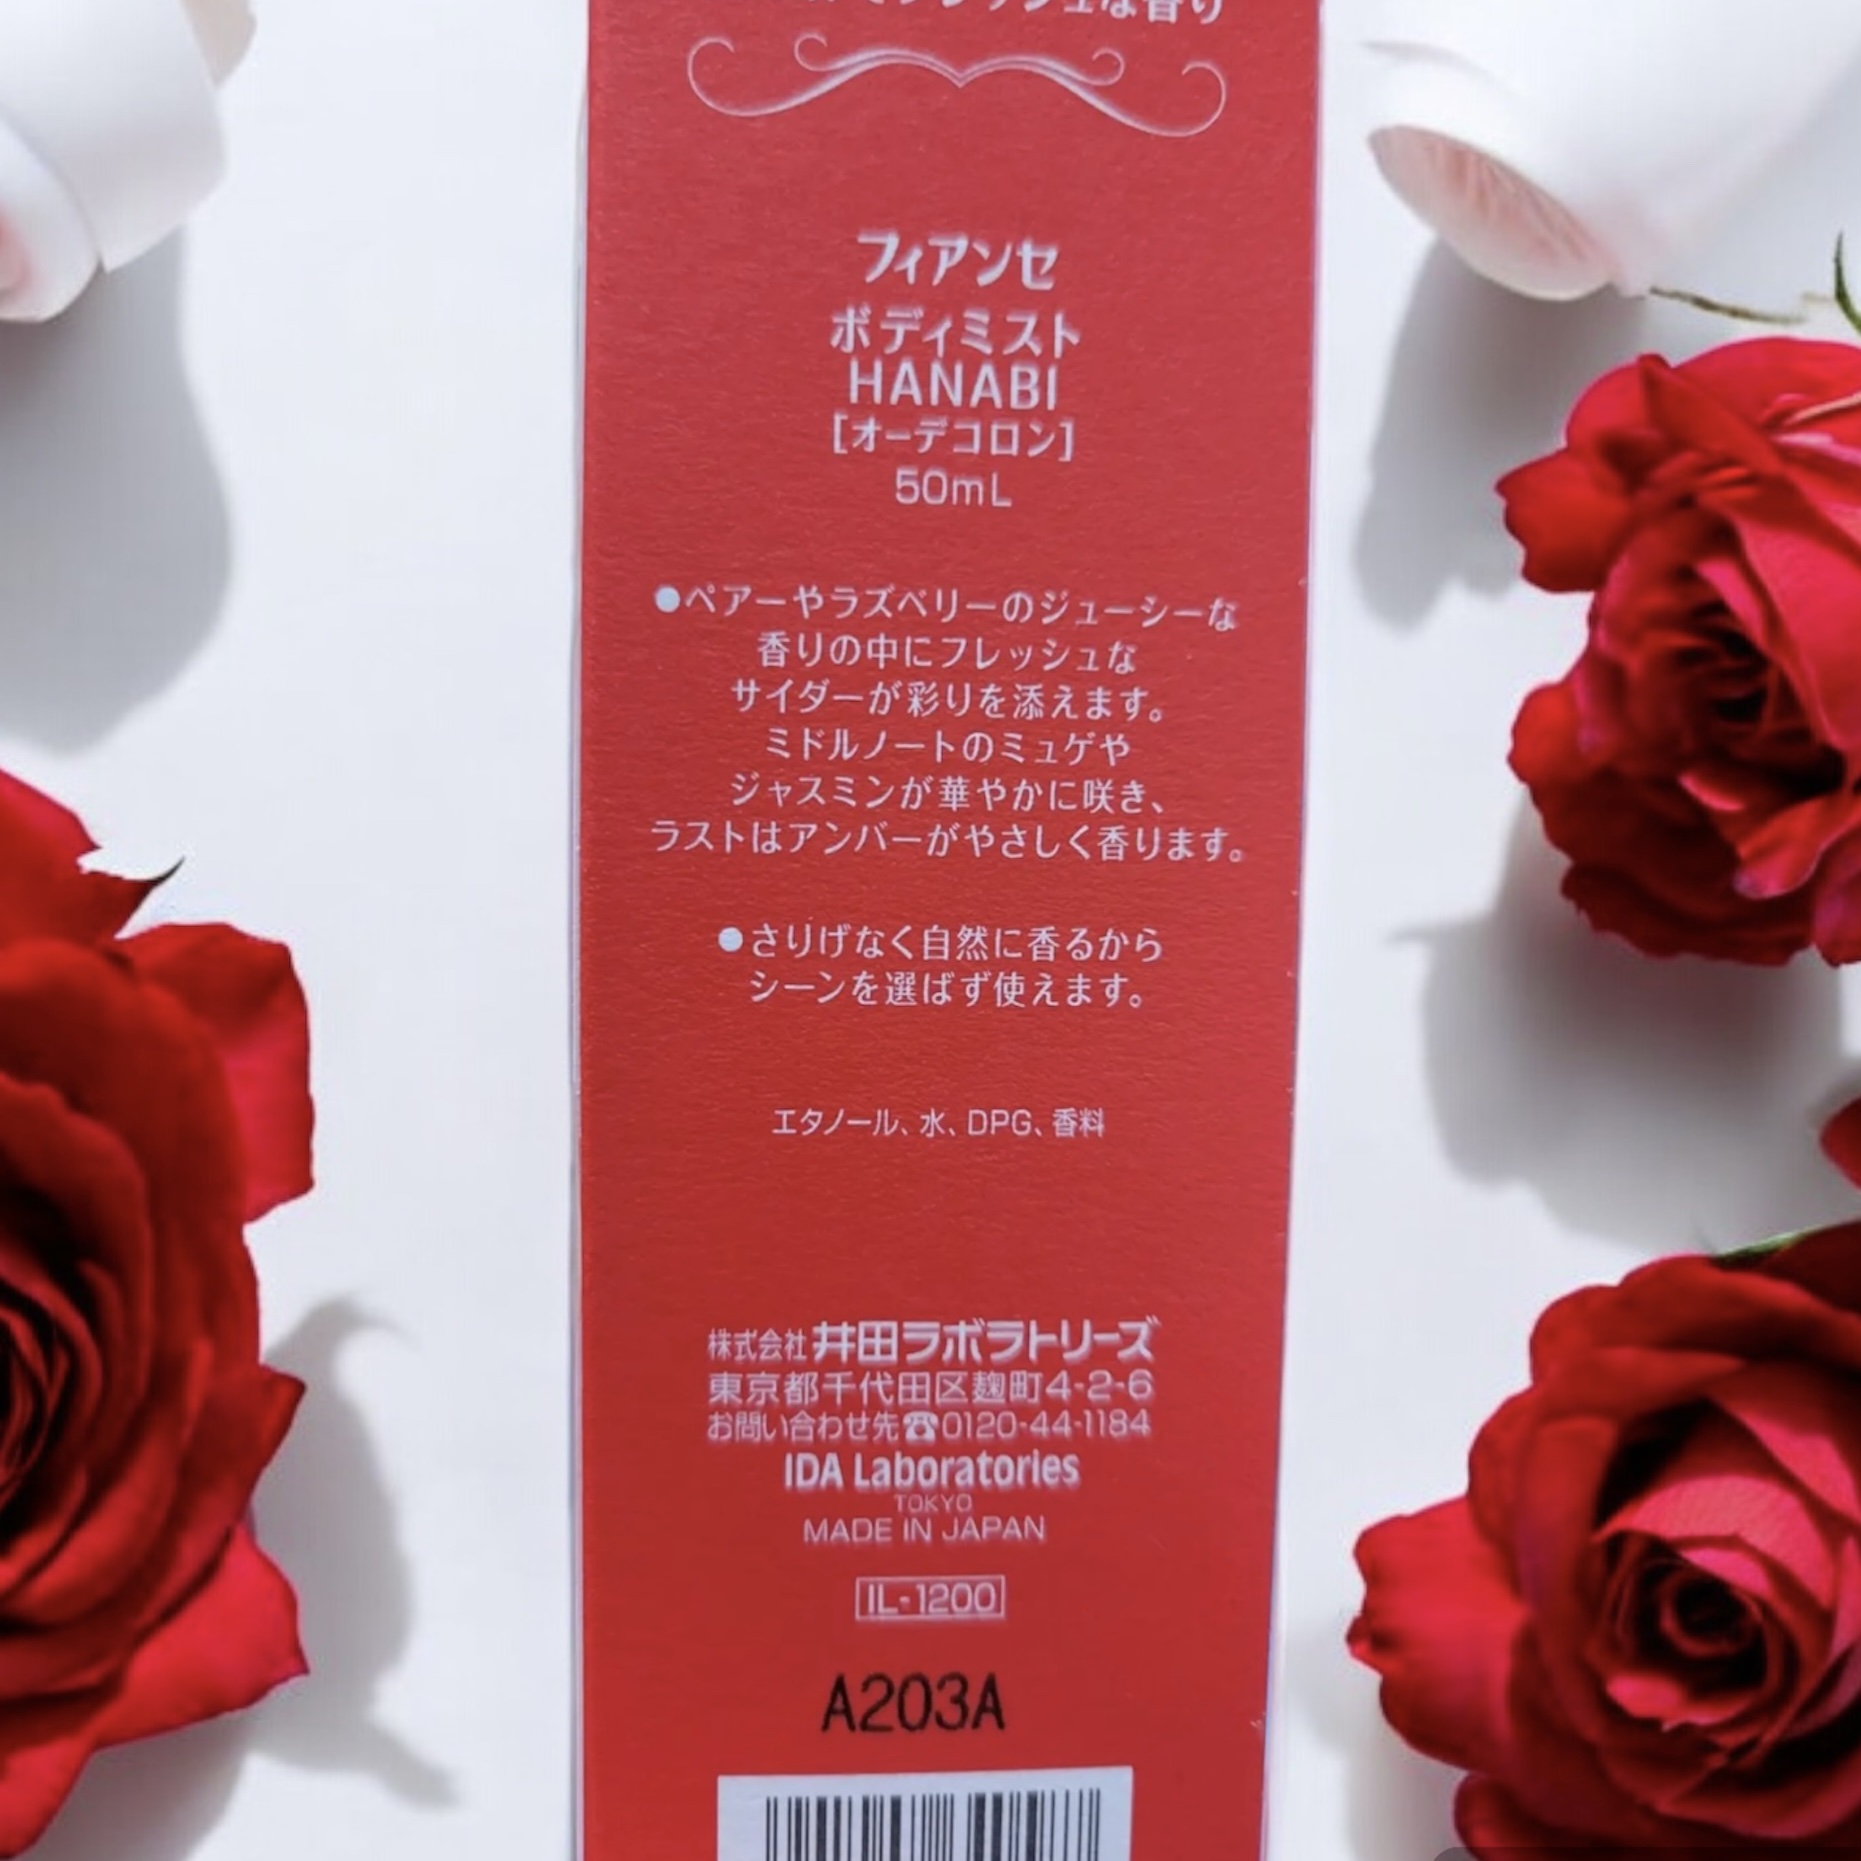 フレッシュな香り
フィアンセ
ボディミスト
HANABI
[オーデコロン]
50mL
●ペアーやラズベリーのジューシーな
香りの中にフレッシュな
サイダーが彩りを添えます。
ミドルノートのミュゲや
ジャスミンが華やかに咲き、
ラストはアンバーがやさしく香ります。
●さりげなく自然に香るから
シーンを選ばず使えます。
エタノール、水、DPG、香料
株式会社 井田ラボラトリーズ
東京都千代田区麹町4-2-6
お問い合わせ先☎0120-44-1184
IDA Laboratories
TOKYO
MADE IN JAPAN
IL-1200
A203A